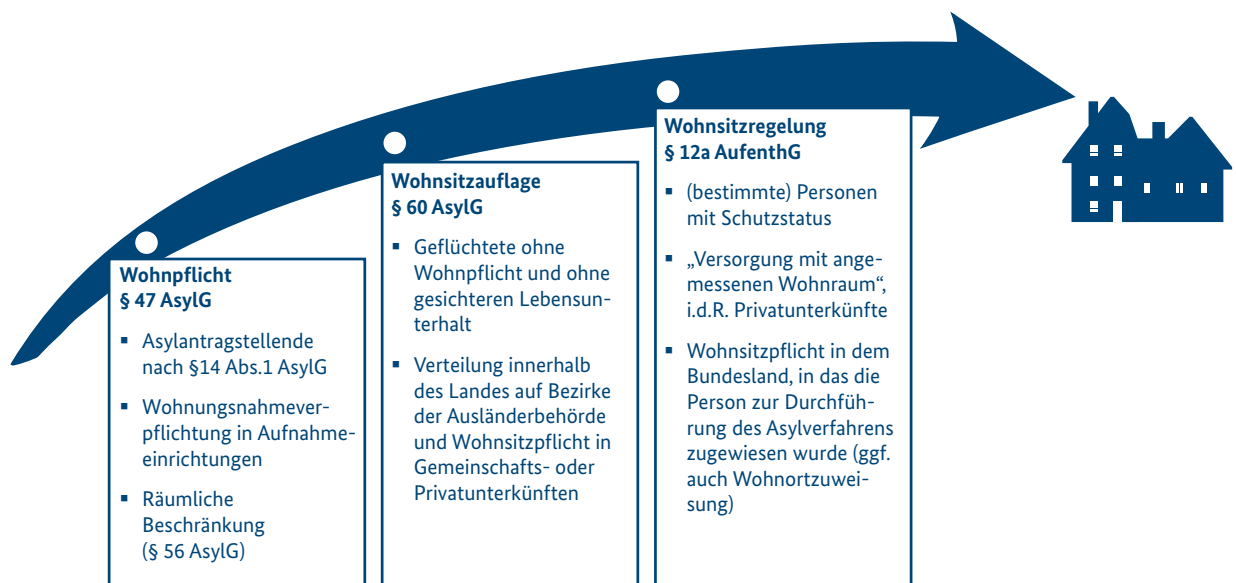 Wohnpflicht
§ 47 AsylG
▪ Asylantragstellende
nach §14 Abs.1 AsylG
▪ Wohnungsnahmever-
pflichtung in Aufnahme-
einrichtungen
▪ Räumliche
Beschränkung
(§ 56 AsylG)
Wohnsitzauflage
§ 60 AsylG
▪ Geflüchtete ohne
Wohnpflicht und ohne
gesichteren Lebensun-
terhalt
▪ Verteilung innerhalb
des Landes auf Bezirke
der Ausländerbehörde
und Wohnsitzpflicht in
Gemeinschafts- oder
Privatunterkünften
Wohnsitzregelung
§ 12a AufenthG
▪ (bestimmte) Personen
mit Schutzstatus
▪ „Versorgung mit ange-
messenen Wohnraum“,
i.d.R. Privatunterkünfte
▪ Wohnsitzpflicht in dem
Bundesland, in das die
Person zur Durchfüh-
rung des Asylverfahrens
zugewiesen wurde (ggf.
auch Wohnortzuwei-
sung)